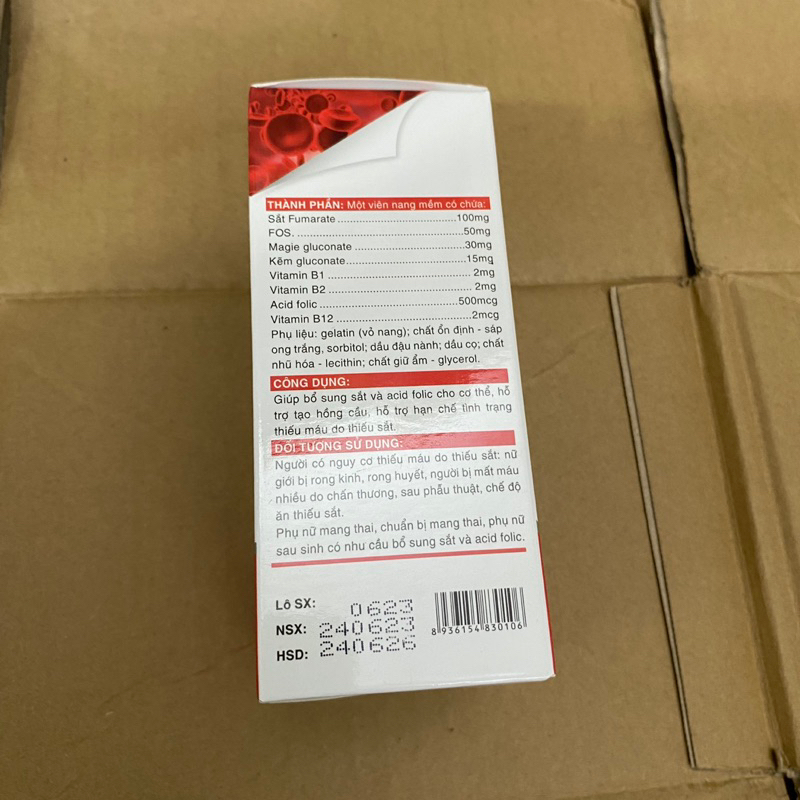 THÀNH PHẦN: Một viên nang mềm có chứa:
Sắt Fumarate ........................................100mg
FOS. ........................................50mg
Magie gluconate ........................................30mg
Kẽm gluconate........................................15mg
Vitamin B1 ........................................ 2mg
Vitamin B2 ........................................ 2mg
Acid folic ........................................500mcg
Vitamin B12 ........................................2mcg
Phụ liệu: gelatin (vỏ nang); chất ổn định - sáp
ong trắng, sorbitol; dầu đậu nành; dầu cọ; chất
nhũ hóa - lecithin; chất giữ ẩm - glycerol.
CÔNG DỤNG:
Giúp bổ sung sắt và acid folic cho cơ thể, hỗ
trợ tạo hồng cầu, hỗ trợ hạn chế tình trạng
thiếu máu do thiếu sắt.
ĐỐI TƯỢNG SỬ DỤNG:
Người có nguy cơ thiếu máu do thiếu sắt: nữ
giới bị rong kinh, rong huyết, người bị mất máu
nhiều do chấn thương, sau phẫu thuật, chế độ
ăn thiếu sắt.
Phụ nữ mang thai, chuẩn bị mang thai, phụ nữ
sau sinh có như cầu bổ sung sắt và acid folic.
Lô SX: 0623
NSX: 240623
HSD: 240626
8 936154 830106